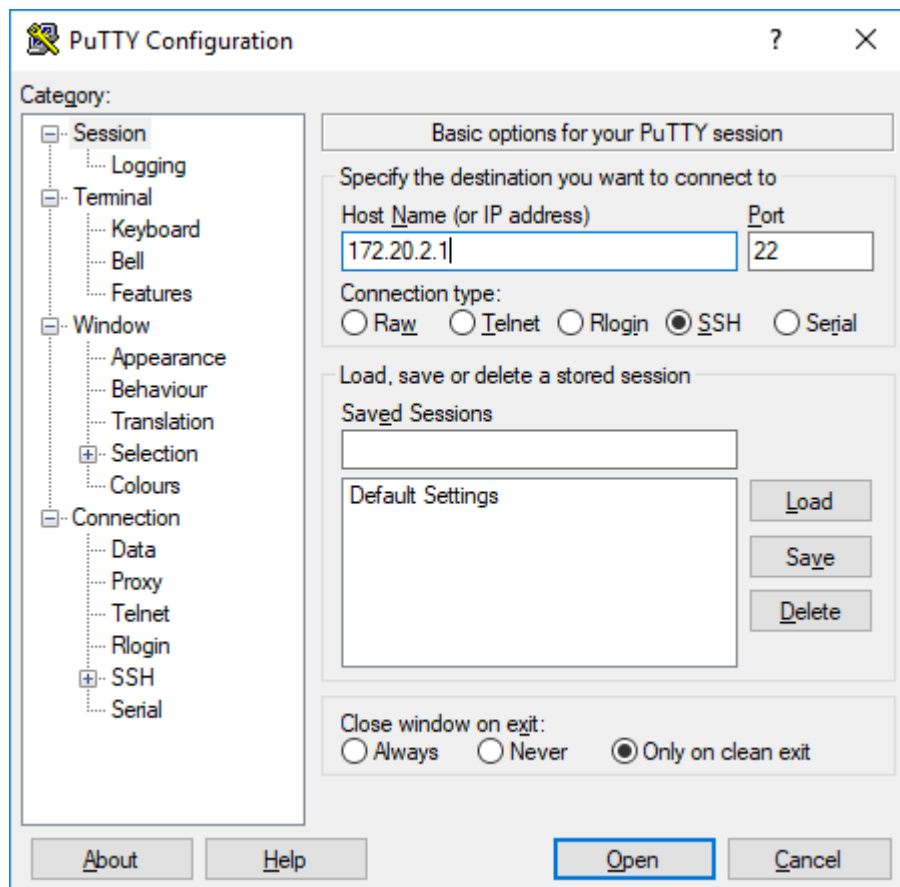 PuTTY Configuration
?
Category:
Session
Logging
Terminal
Keyboard
Bell
Features
Window
Appearance
Behaviour
Translation
Selection
Colours
Connection
Data
Proxy
Telnet
Rlogin
SSH
Serial
Basic options for your PuTTY session
Specify the destination you want to connect to
Host Name (or IP address) Port
172.20.2.1 22
Connection type:
Raw Telnet Rlogin SSH Serial
Load, save or delete a stored session
Saved Sessions
Default Settings
Load
Save
Delete
Close window on exit:
Always Never Only on clean exit
About Help Open Cancel